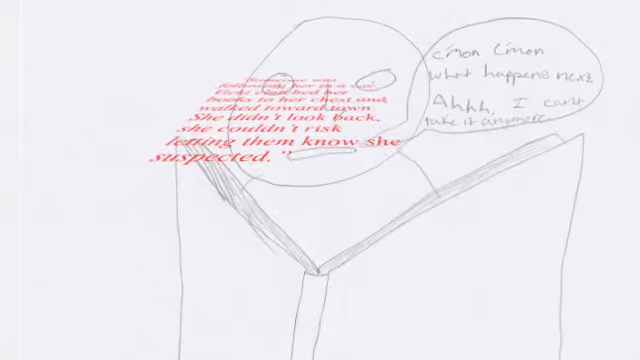 "Someone was
following her in a car!
Vicki clutched her
books to her chest and
walked toward town.
She didn't look back,
she couldn't risk
letting them know she
suspected."
c'mon c'mon
what happens next
Ahhh, I can't
take it anymore